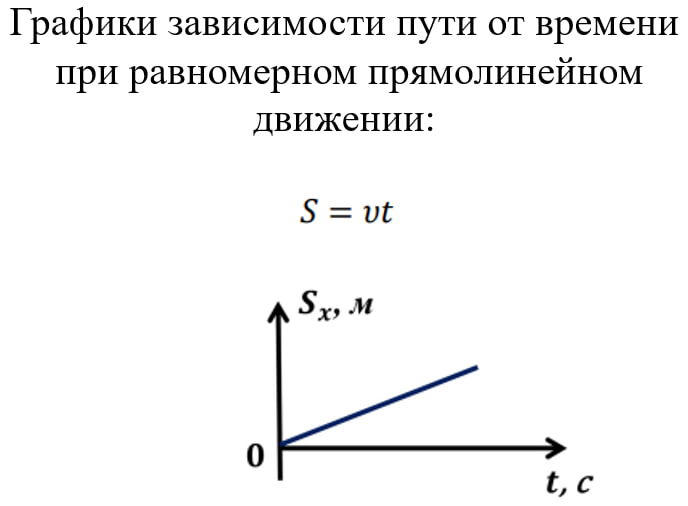 Графики зависимости пути от времени
при равномерном прямолинейном
движении:
S = υt
Sₓ, м
0
t, с